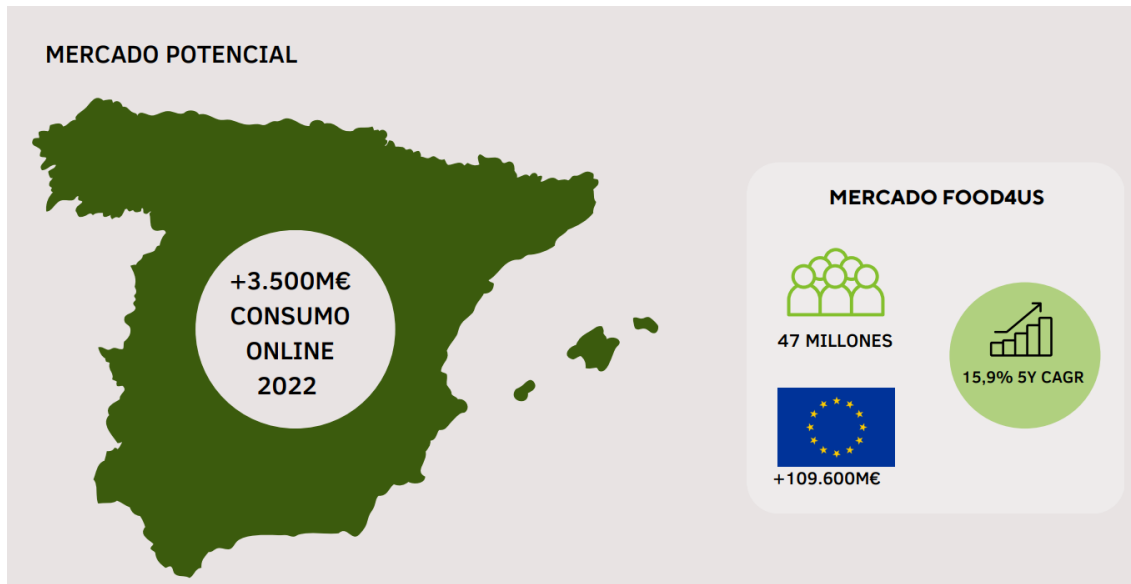 MERCADO POTENCIAL
+3.500M€
CONSUMO
ONLINE
2022
MERCADO FOOD4US
47 MILLONES
15,9% 5Y CAGR
+109.600M€